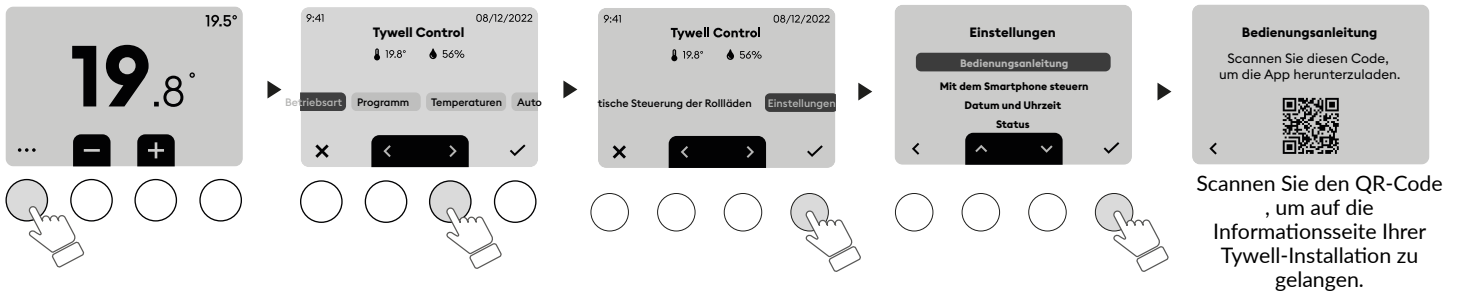 19.5°
19.8°
...
− +
9:41 08/12/2022
Tywell Control
19.8° 56%
Betriebsart Programm Temperaturen Auto
9:41 08/12/2022
Tywell Control
19.8° 56%
tische Steuerung der Rollläden Einstellungen
Einstellungen
Bedienungsanleitung
Mit dem Smartphone steuern
Datum und Uhrzeit
Status
Bedienungsanleitung
Scannen Sie diesen Code,
um die App herunterzuladen.
Scannen Sie den QR-Code
, um auf die
Informationsseite Ihrer
Tywell-Installation zu
gelangen.